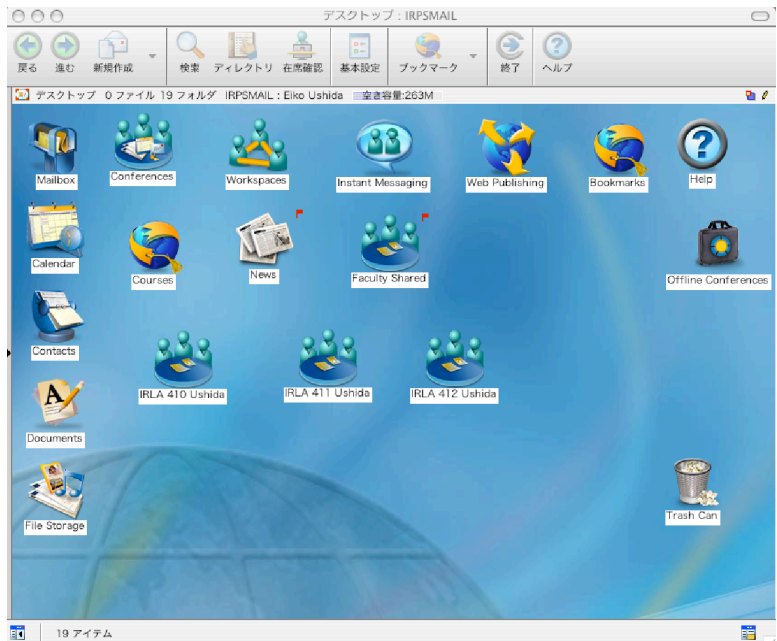 デスクトップ : IRPSMAIL
戻る 進む 新規作成 検索 ディレクトリ 在席確認 基本設定 ブックマーク 終了 ヘルプ
デスクトップ 0 ファイル 19 フォルダ IRPSMAIL : Eiko Ushida 空き容量:263M
Mailbox Conferences Workspaces Instant Messaging Web Publishing Bookmarks Help
Calendar Courses News Faculty Shared Offline Conferences
Contacts
IRLA 410 Ushida IRLA 411 Ushida IRLA 412 Ushida
Documents
File Storage Trash Can
19 アイテム